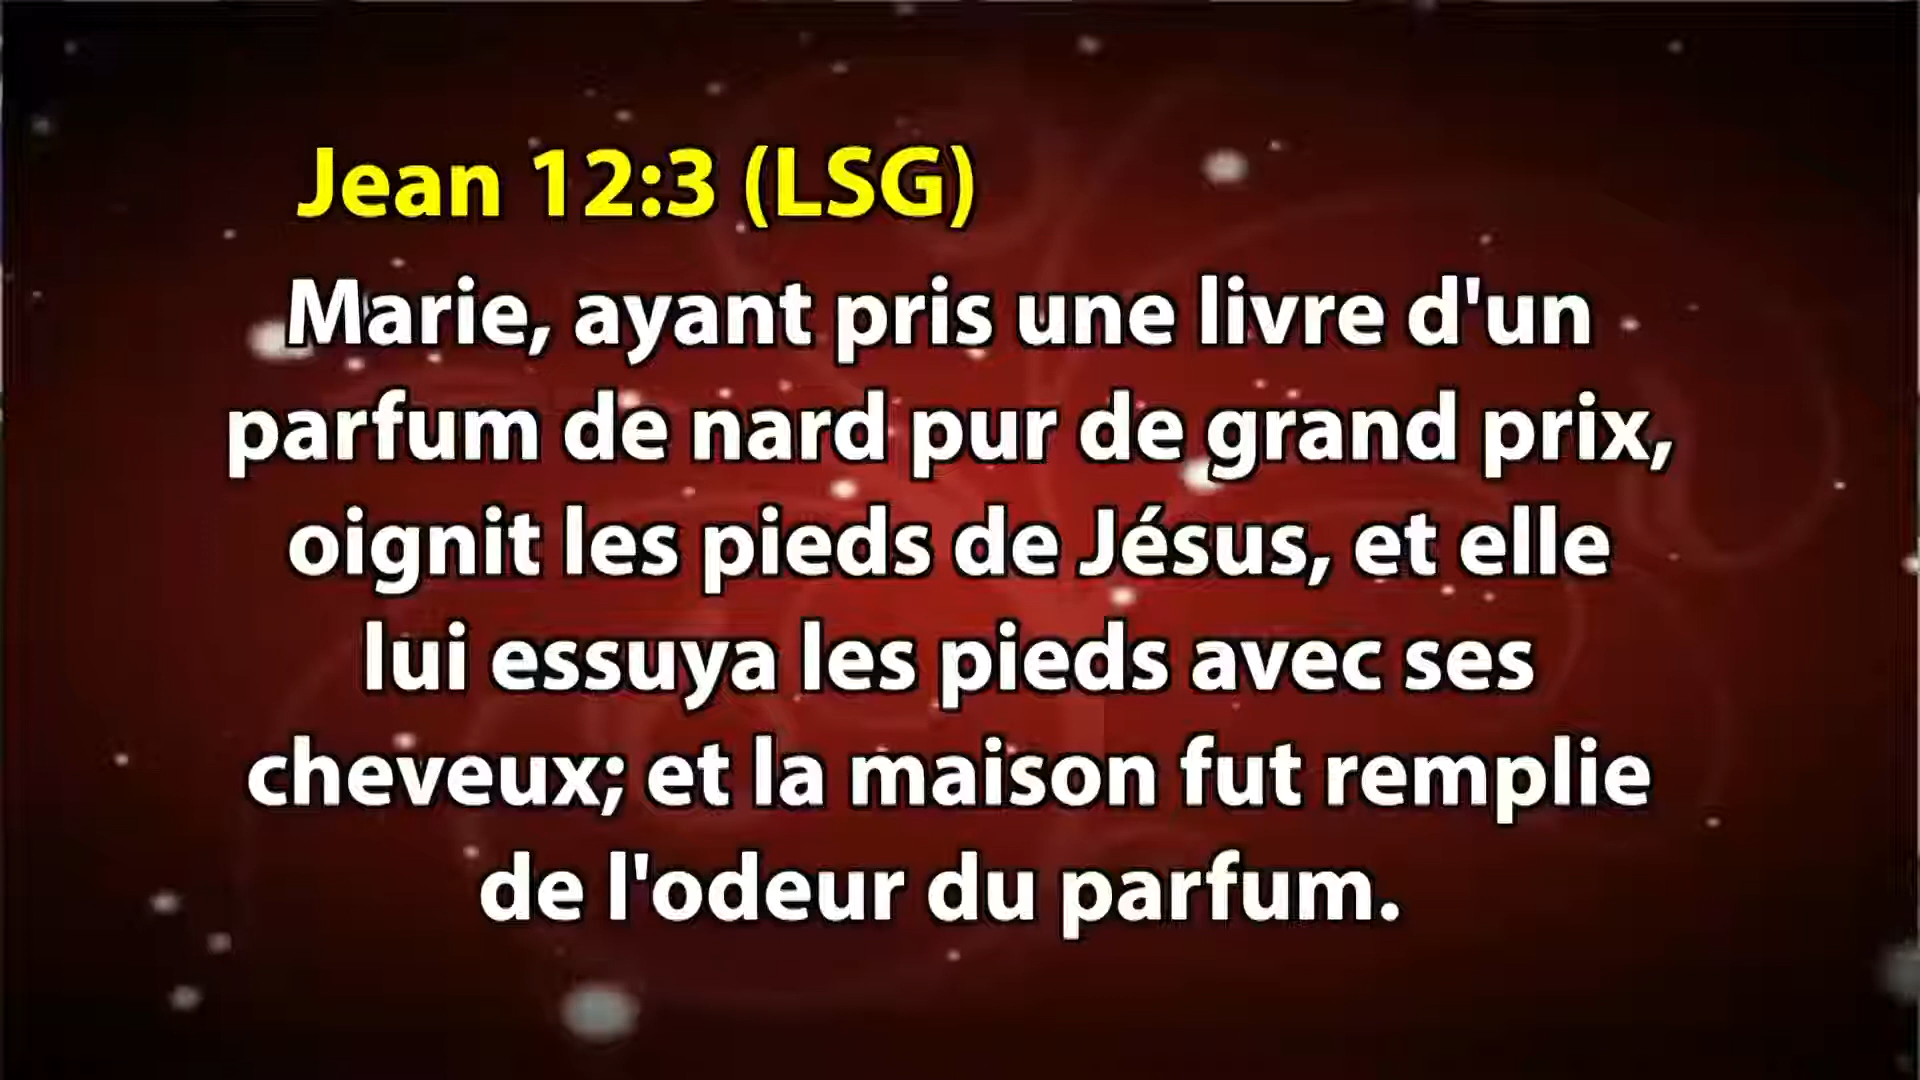 Jean 12:3 (LSG)
Marie, ayant pris une livre d'un
parfum de nard pur de grand prix,
oignit les pieds de Jésus, et elle
lui essuya les pieds avec ses
cheveux; et la maison fut remplie
de l'odeur du parfum.